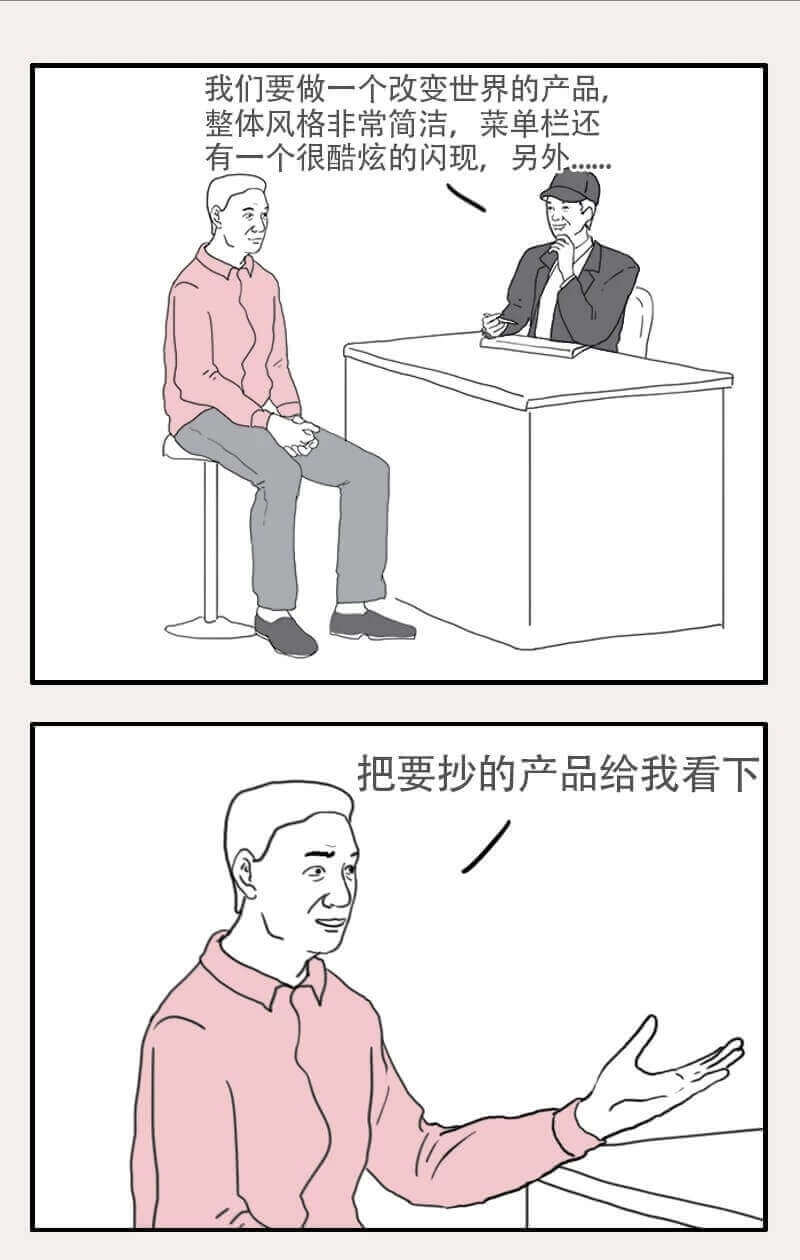 我们要做一个改变世界的产品,
整体风格非常简洁, 菜单栏还
有一个很酷炫的闪现, 另外......
把要抄的产品给我看下